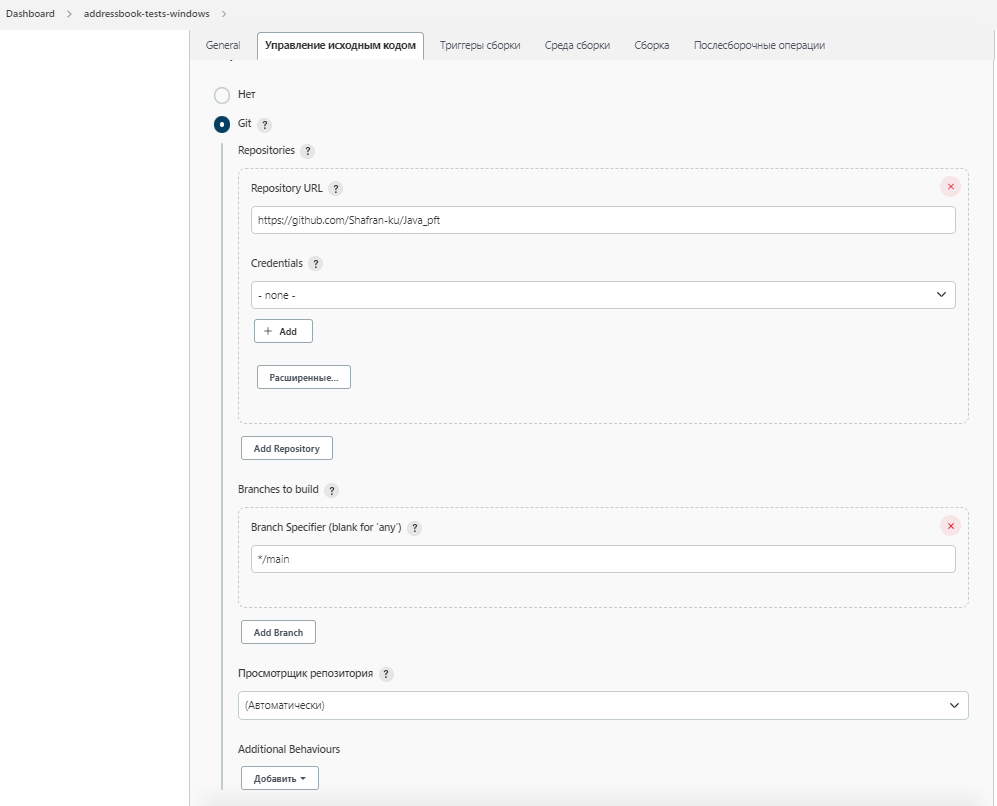 Dashboard > addressbook-tests-windows >
General Управление исходным кодом Триггеры сборки Среда сборки Сборка Послесборочные операции
Нет
Git ?
Repositories ?
Repository URL ?
https://github.com/Shafran-ku/Java_pft
Credentials ?
- none -
+ Add
Расширенные...
Add Repository
Branches to build ?
Branch Specifier (blank for 'any') ?
*/main
Add Branch
Просмотрщик репозитория ?
(Автоматически)
Additional Behaviours
Добавить